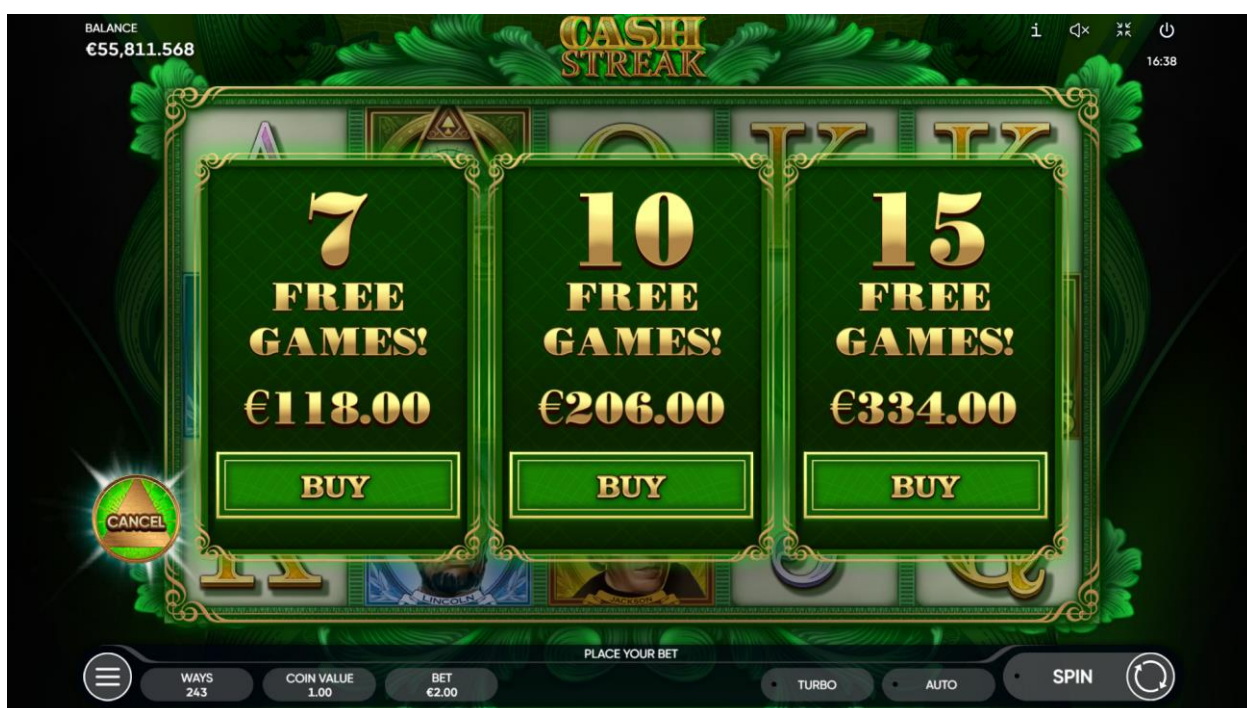 BALANCE
€55,811.568
CASH
STREAK
i
16:38
A
K
K
7
FREE
GAMES!
€118.00
BUY
10
FREE
GAMES!
€206.00
BUY
15
FREE
GAMES!
€334.00
BUY
CANCEL
LINCOLN
JACKSON
PLACE YOUR BET
WAYS
243
COIN VALUE
1.00
BET
€2.00
TURBO
AUTO
SPIN